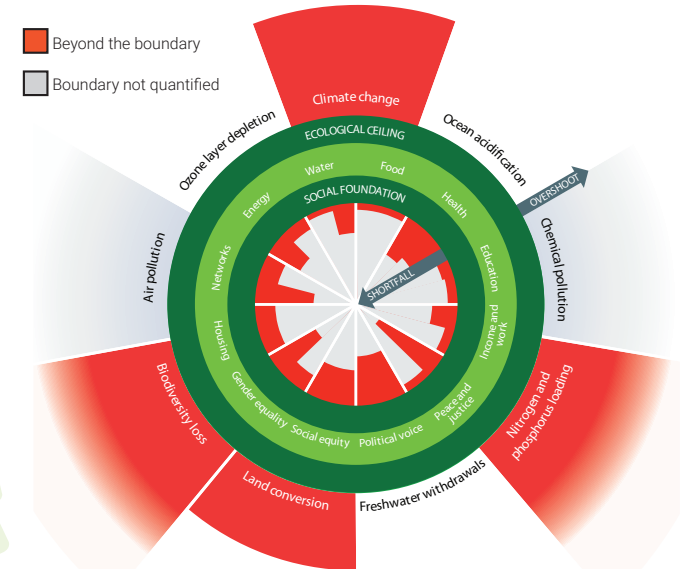 Beyond the boundary
Boundary not quantified
Climate change
Ocean acidification
OVERSHOOT
Chemical pollution
Nitrogen and
phosphorus loading
Freshwater withdrawals
Land conversion
Biodiversity loss
Air pollution
Ozone layer depletion
ECOLOGICAL CEILING
Water
Food
Health
Education
Income and
work
Peace and
justice
Political voice
Social equity
Gender equality
Housing
Networks
Energy
SOCIAL FOUNDATION
SHORTFALL